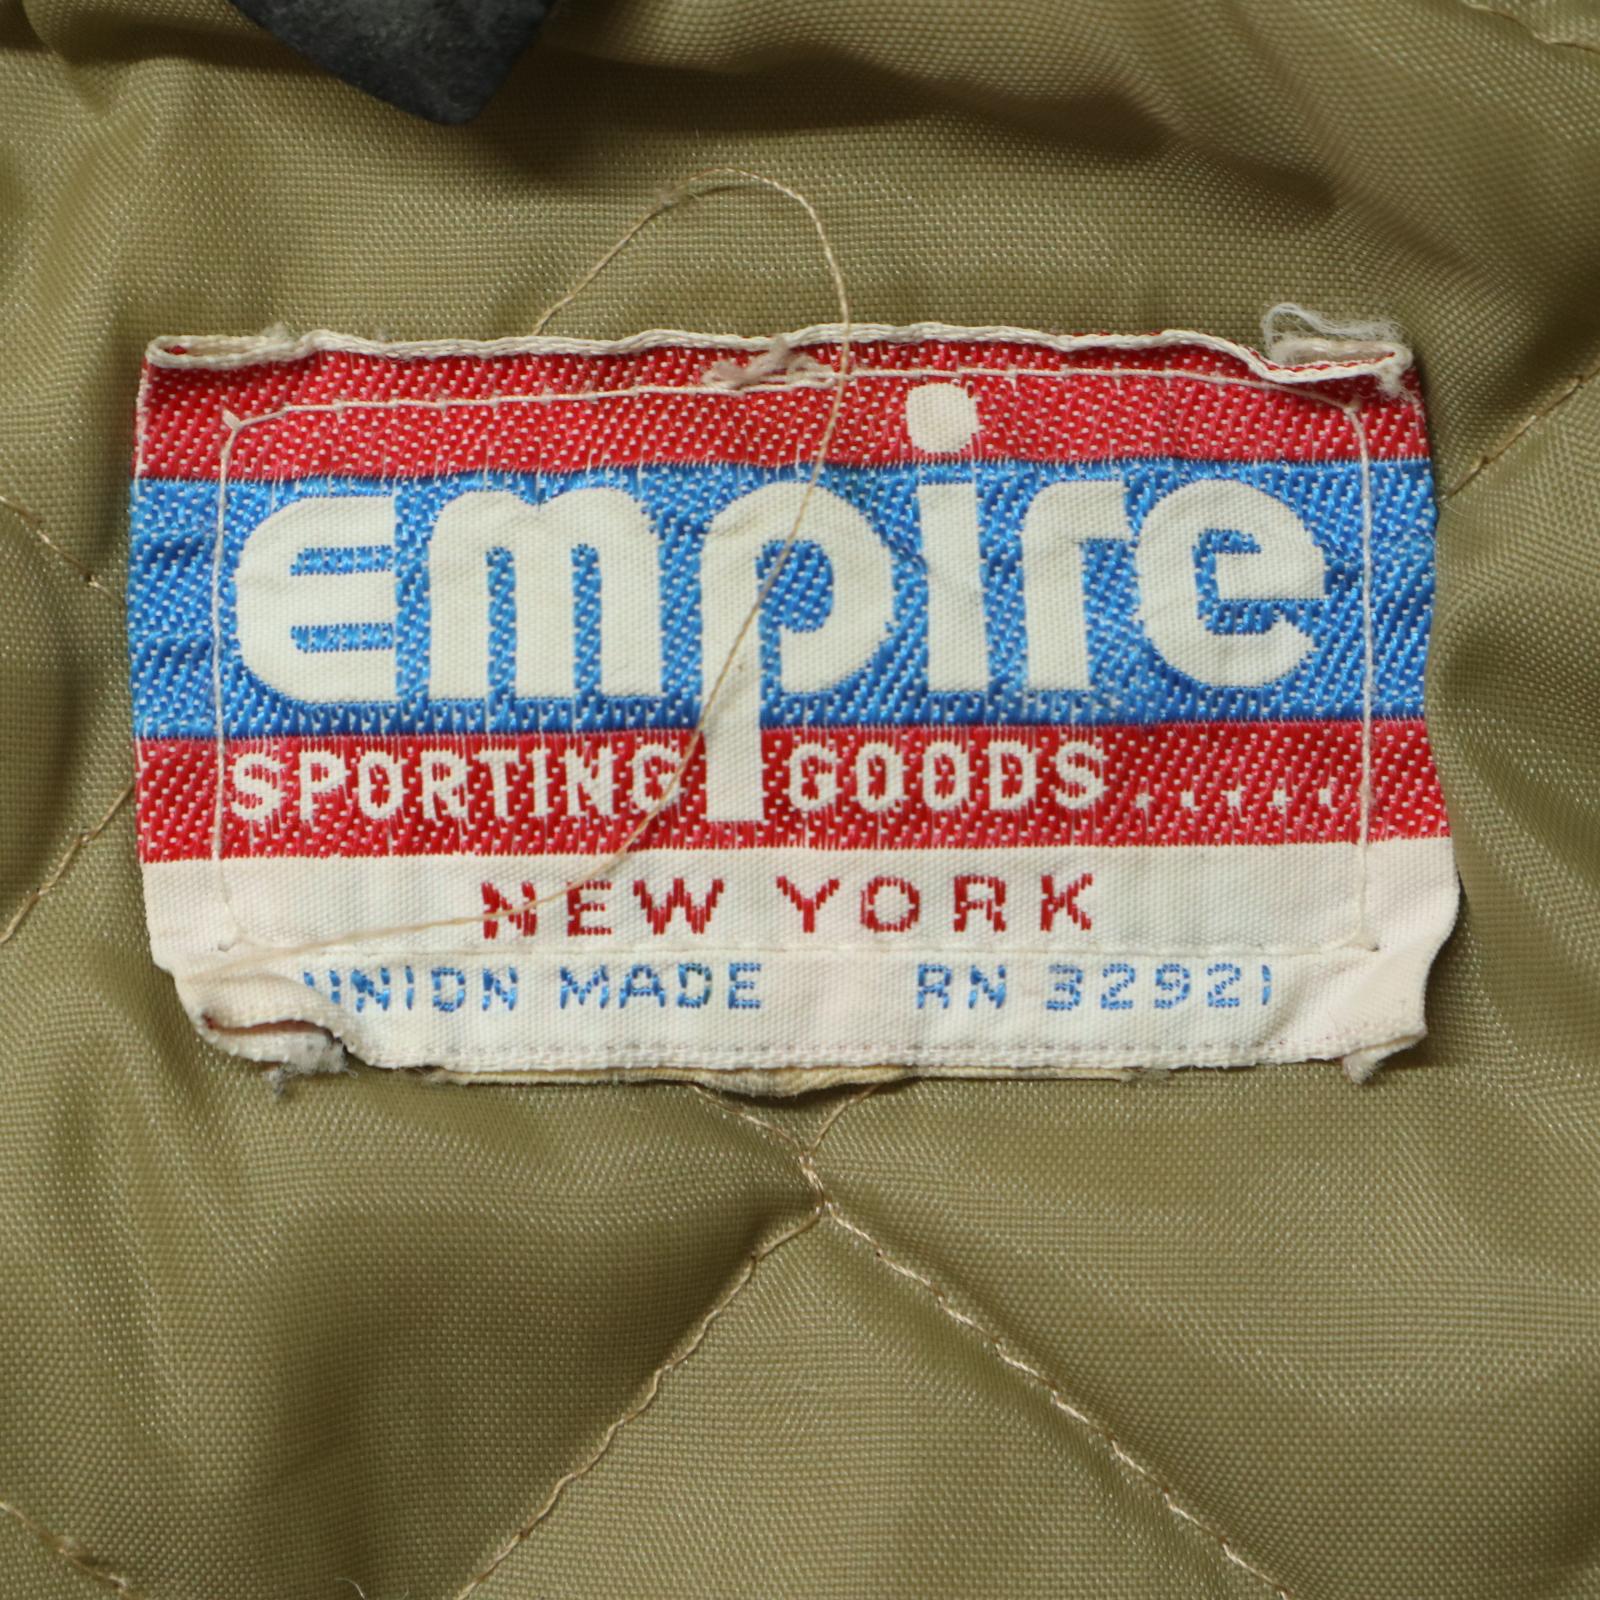 empire
SPORTING GOODS
NEW YORK
UNION MADE RN 32921